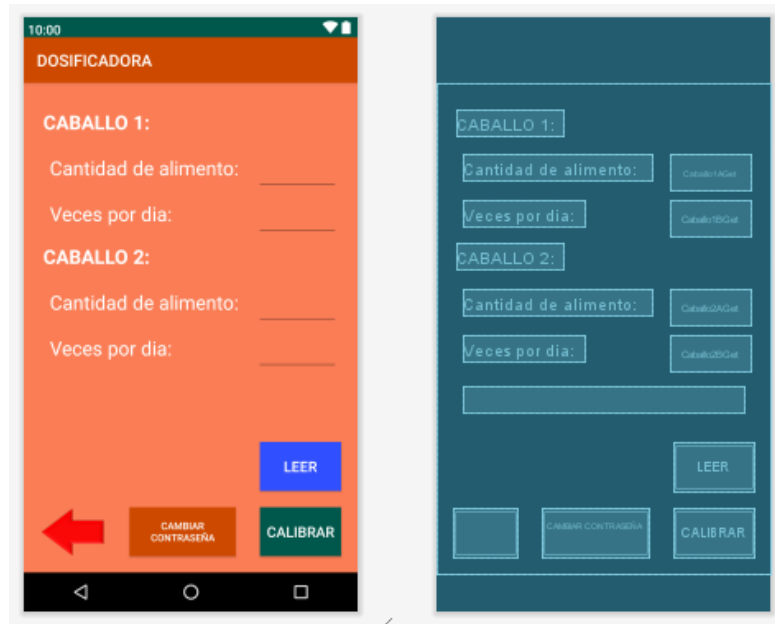 10:00
DOSIFICADORA
CABALLO 1:
Cantidad de alimento:
Veces por dia:
CABALLO 2:
Cantidad de alimento:
Veces por dia:
LEER
CAMBIAR
CONTRASEÑA
CALIBRAR
CABALLO 1:
Cantidad de alimento:
Caballo1AGet
Veces por dia:
Caballo1BGet
CABALLO 2:
Cantidad de alimento:
Caballo2AGet
Veces por dia:
Caballo2BGet
LEER
CAMBIAR CONTRASEÑA
CALIBRAR